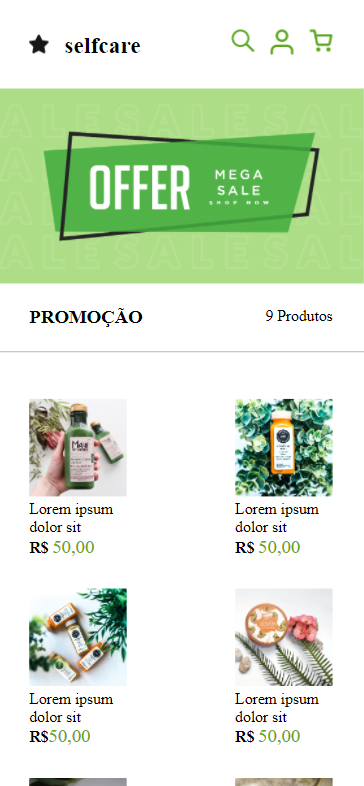 selfcare
OFFER
MEGA
SALE
SHOP NOW
PROMOÇÃO
9 Produtos
Lorem ipsum
dolor sit
R$ 50,00
Lorem ipsum
dolor sit
R$ 50,00
Lorem ipsum
dolor sit
R$50,00
Lorem ipsum
dolor sit
R$ 50,00